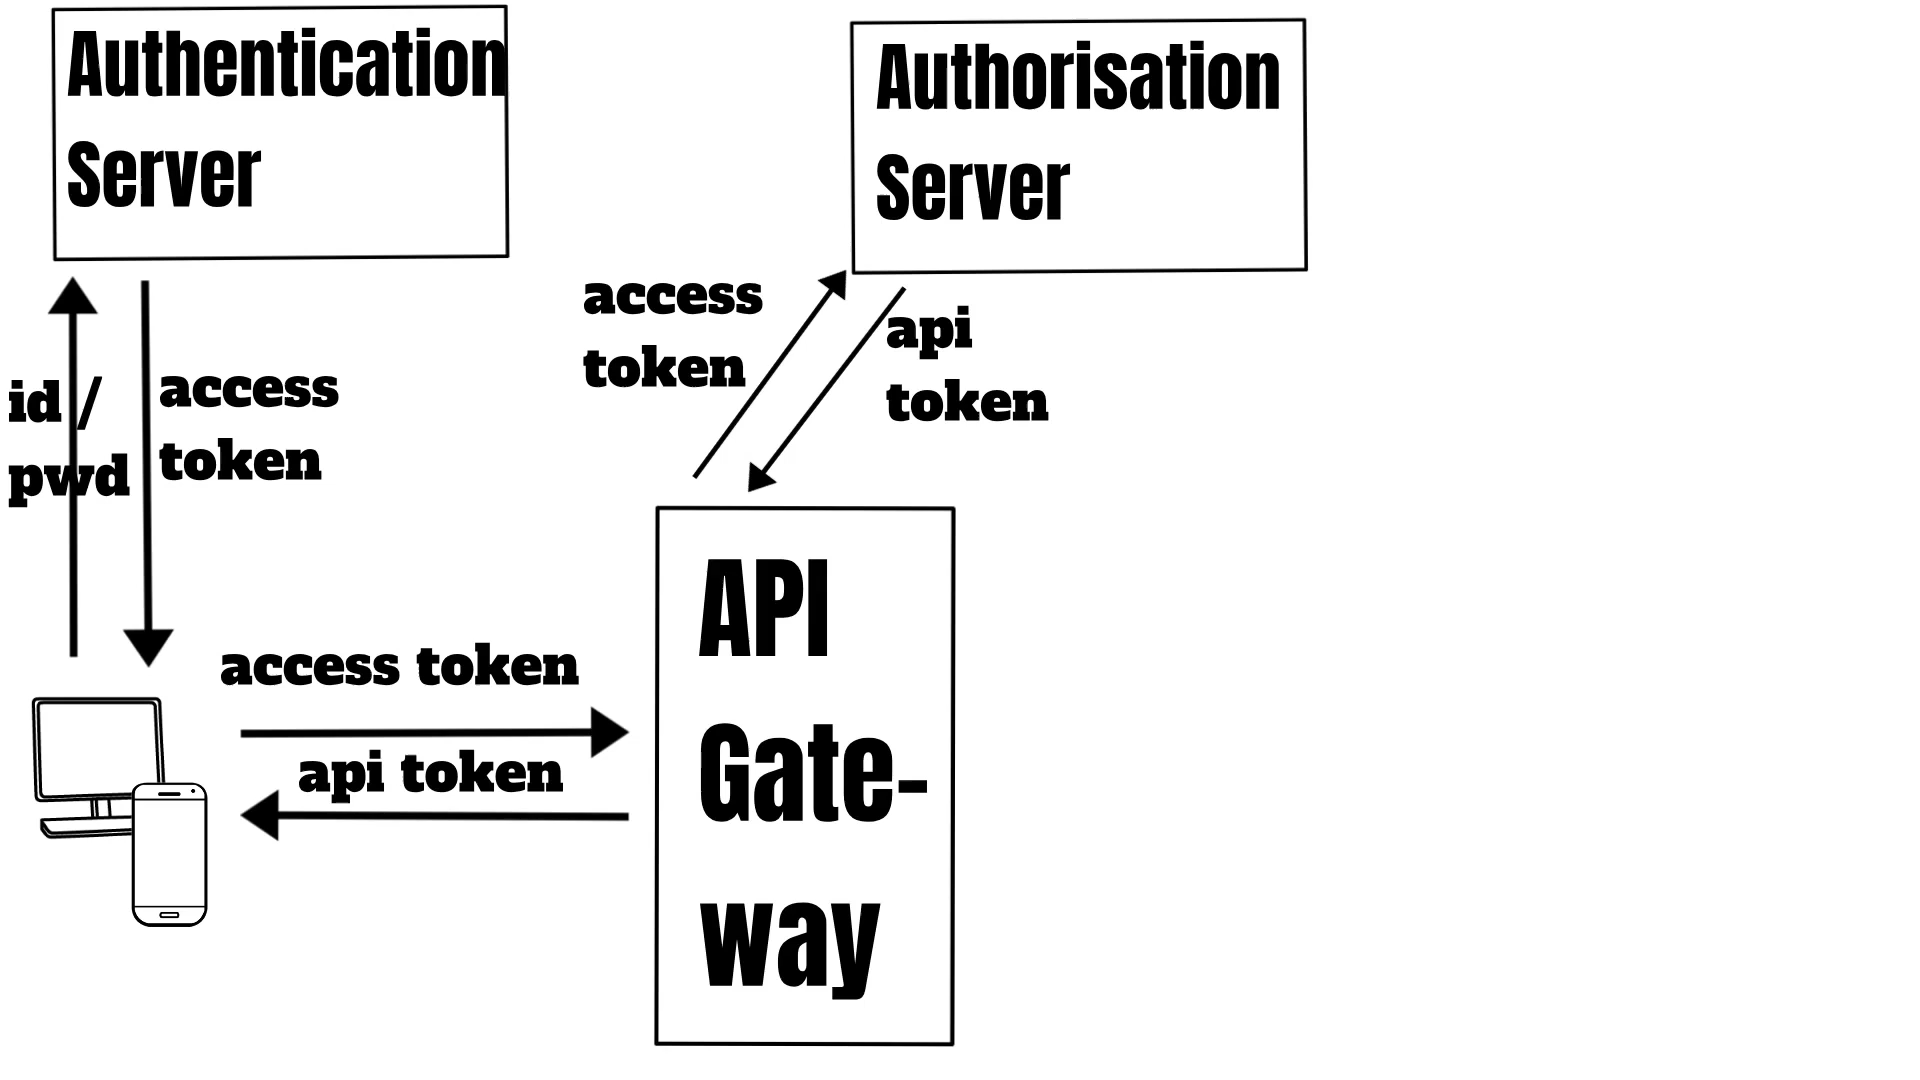 Authentication
Server
Authorisation
Server
access
token
api
token
id /
pwd
access
token
access token
api token
API
Gate-
way